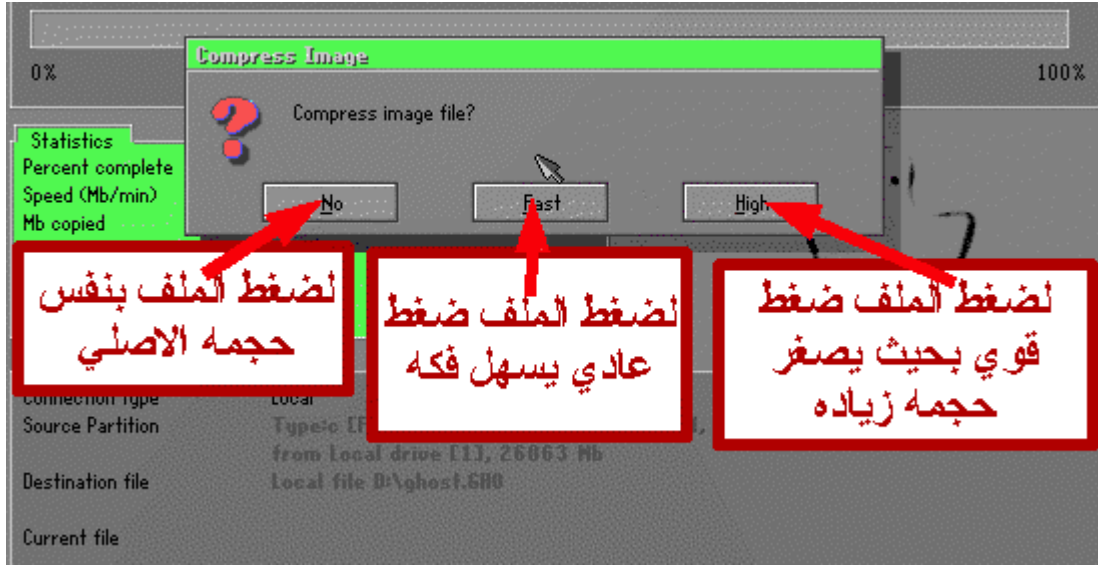 Compress Image
0%
100%
Compress image file?
Statistics
Percent complete
Speed (Mb/min)
Mb copied
No
Fast
High
لضغط الملف بنفس
حجمه الاصلي
لضغط الملف ضغط
عادي يسهل فكه
لضغط الملف ضغط
قوي بحيث يصغر
حجمه زياده
Connection type Local
Source Partition Type:c
from Local drive [1], 26063 Mb
Destination file Local file D:\ghost.GHO
Current file